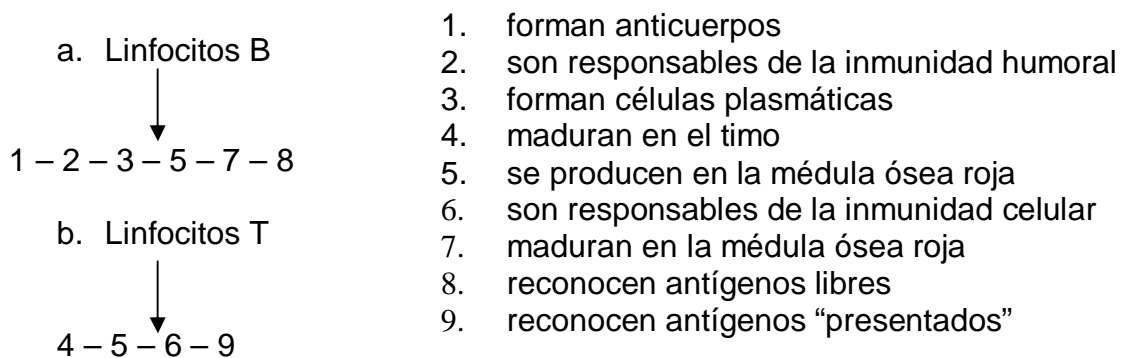 a. Linfocitos B
1 – 2 – 3 – 5 – 7 – 8
b. Linfocitos T
4 – 5 – 6 – 9
1. forman anticuerpos
2. son responsables de la inmunidad humoral
3. forman células plasmáticas
4. maduran en el timo
5. se producen en la médula ósea roja
6. son responsables de la inmunidad celular
7. maduran en la médula ósea roja
8. reconocen antígenos libres
9. reconocen antígenos “presentados”